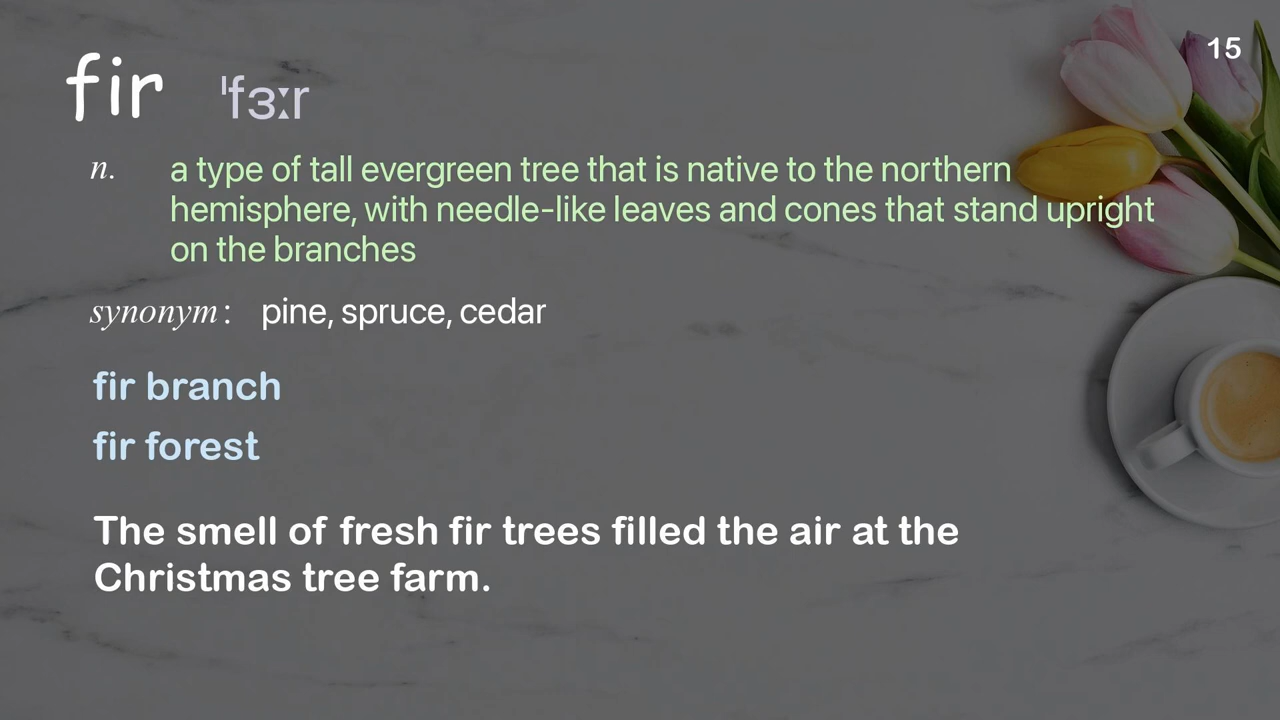 15
fir ˈfɜːr
n. a type of tall evergreen tree that is native to the northern
hemisphere, with needle-like leaves and cones that stand upright
on the branches
synonym: pine, spruce, cedar
fir branch
fir forest
The smell of fresh fir trees filled the air at the
Christmas tree farm.